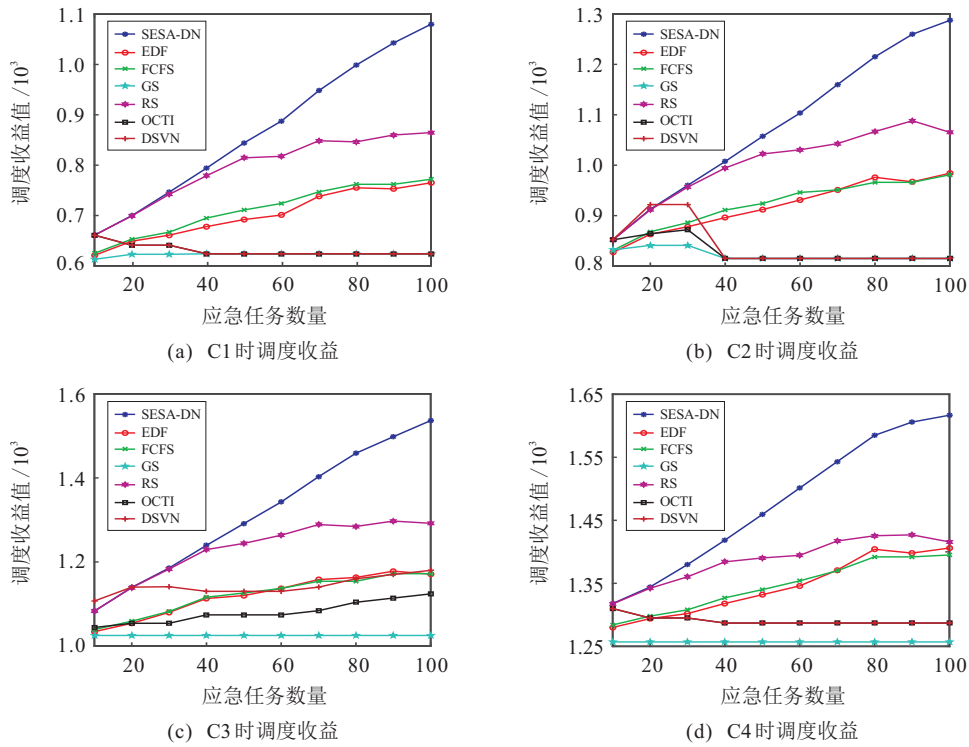 1.1
1.0
0.9
0.8
0.7
0.6
调度收益值/10³
SESA-DN
EDF
FCFS
GS
RS
OCTI
DSVN
20 40 60 80 100
应急任务数量
(a) C1时调度收益
1.3
1.2
1.1
1.0
0.9
0.8
调度收益值/10³
SESA-DN
EDF
FCFS
GS
RS
OCTI
DSVN
20 40 60 80 100
应急任务数量
(b) C2时调度收益
1.6
1.4
1.2
1.0
调度收益值/10³
SESA-DN
EDF
FCFS
GS
RS
OCTI
DSVN
20 40 60 80 100
应急任务数量
(c) C3时调度收益
1.65
1.55
1.45
1.35
1.25
调度收益值/10³
SESA-DN
EDF
FCFS
GS
RS
OCTI
DSVN
20 40 60 80 100
应急任务数量
(d) C4时调度收益